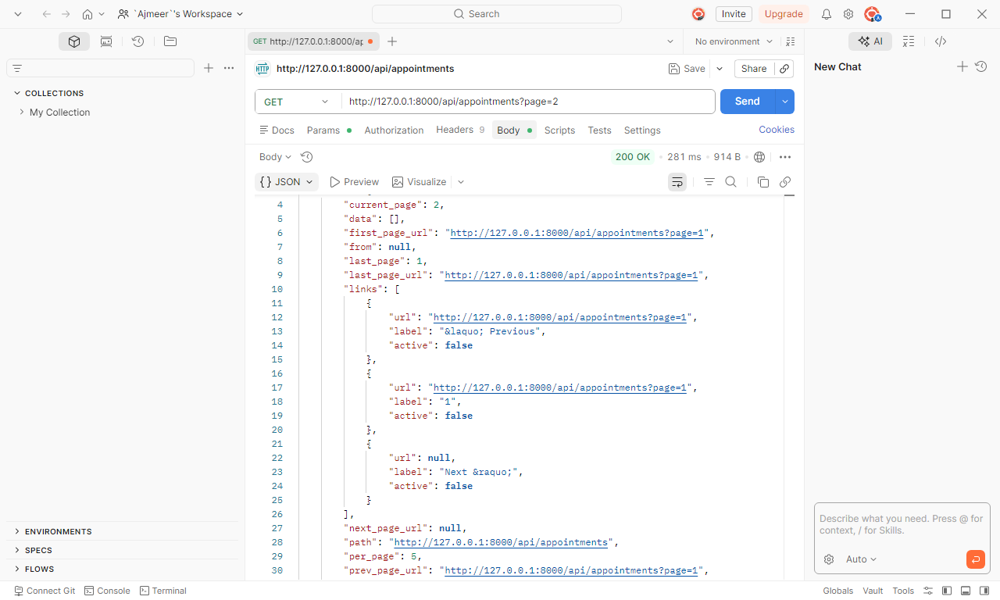 `Ajmeer`'s Workspace
Search
Invite
Upgrade
GET http://127.0.0.1:8000/ap
No environment
AI
HTTP http://127.0.0.1:8000/api/appointments
Save
Share
New Chat
COLLECTIONS
My Collection
GET
http://127.0.0.1:8000/api/appointments?page=2
Send
Docs Params Authorization Headers 9 Body Scripts Tests Settings Cookies
Body
200 OK 281 ms 914 B
{} JSON Preview Visualize
4 "current_page": 2,
5 "data": [],
6 "first_page_url": "http://127.0.0.1:8000/api/appointments?page=1",
7 "from": null,
8 "last_page": 1,
9 "last_page_url": "http://127.0.0.1:8000/api/appointments?page=1",
10 "links": [
11 {
12 "url": "http://127.0.0.1:8000/api/appointments?page=1",
13 "label": "&laquo; Previous",
14 "active": false
15 },
16 {
17 "url": "http://127.0.0.1:8000/api/appointments?page=1",
18 "label": "1",
19 "active": false
20 },
21 {
22 "url": null,
23 "label": "Next &raquo;",
24 "active": false
25 }
26 ],
27 "next_page_url": null,
28 "path": "http://127.0.0.1:8000/api/appointments",
29 "per_page": 5,
30 "prev_page_url": "http://127.0.0.1:8000/api/appointments?page=1",
ENVIRONMENTS
SPECS
FLOWS
Describe what you need. Press @ for
context, / for Skills.
Auto
Connect Git Console Terminal
Globals Vault Tools